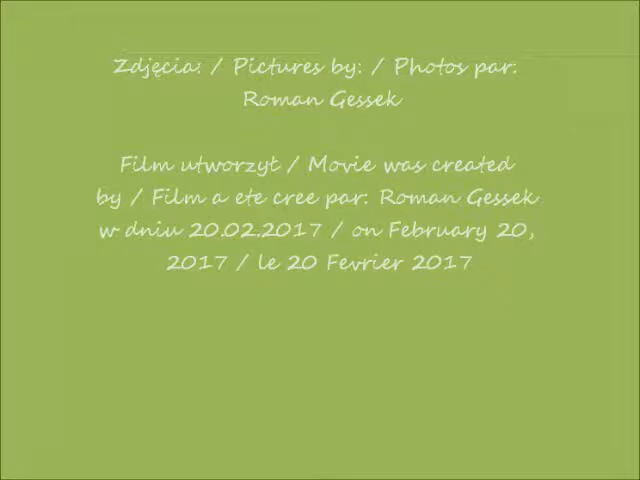 Zdjęcia: / Pictures by: / Photos par:
Roman Gessek
Film utworzył / Movie was created
by / Film a ete cree par: Roman Gessek
w dniu 20.02.2017 / on February 20,
2017 / le 20 Fevrier 2017